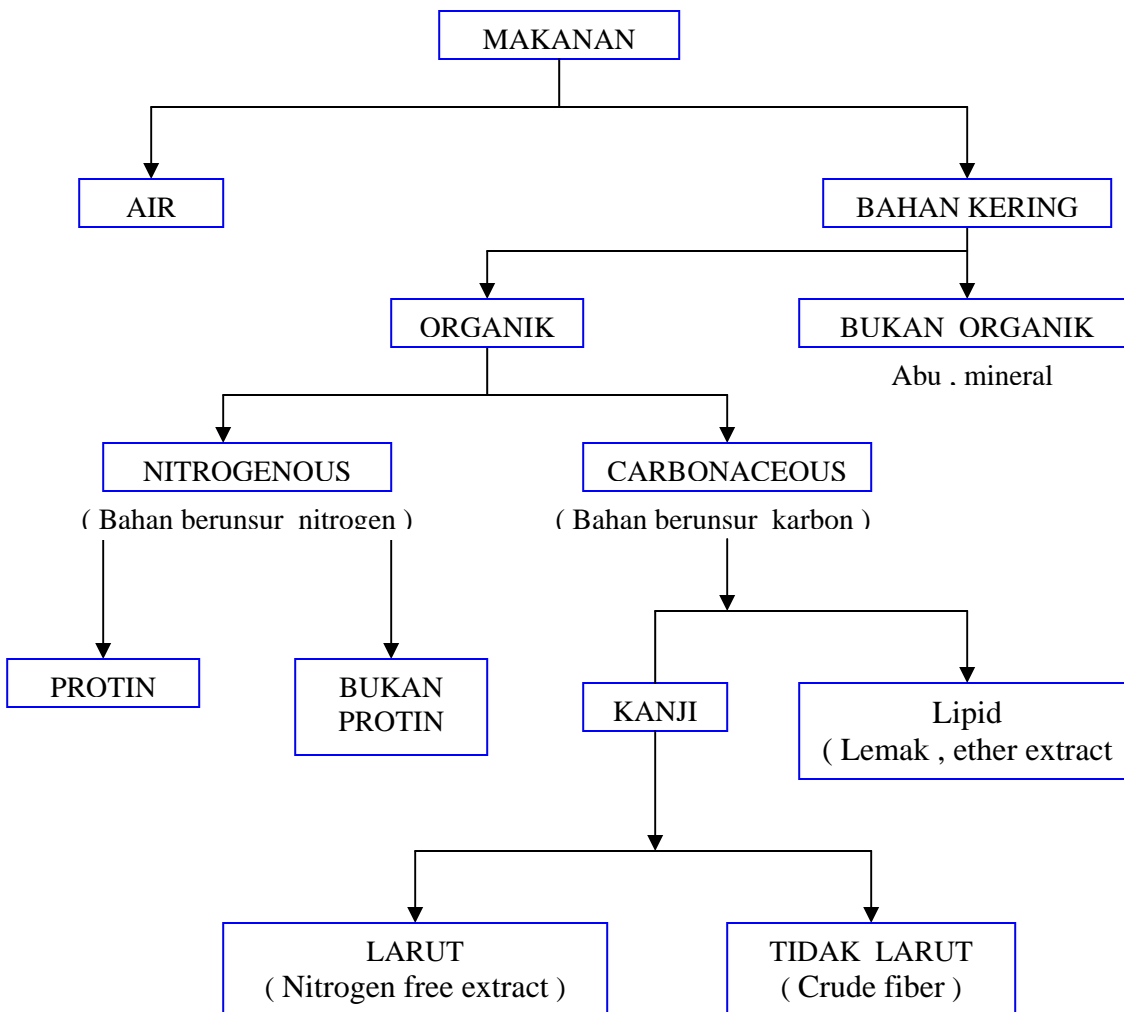 MAKANAN
AIR
BAHAN KERING
ORGANIK
BUKAN ORGANIK
Abu , mineral
NITROGENOUS
CARBONACEOUS
( Bahan berunsur nitrogen )
( Bahan berunsur karbon )
PROTIN
BUKAN
PROTIN
KANJI
Lipid
( Lemak , ether extract
LARUT
( Nitrogen free extract )
TIDAK LARUT
( Crude fiber )